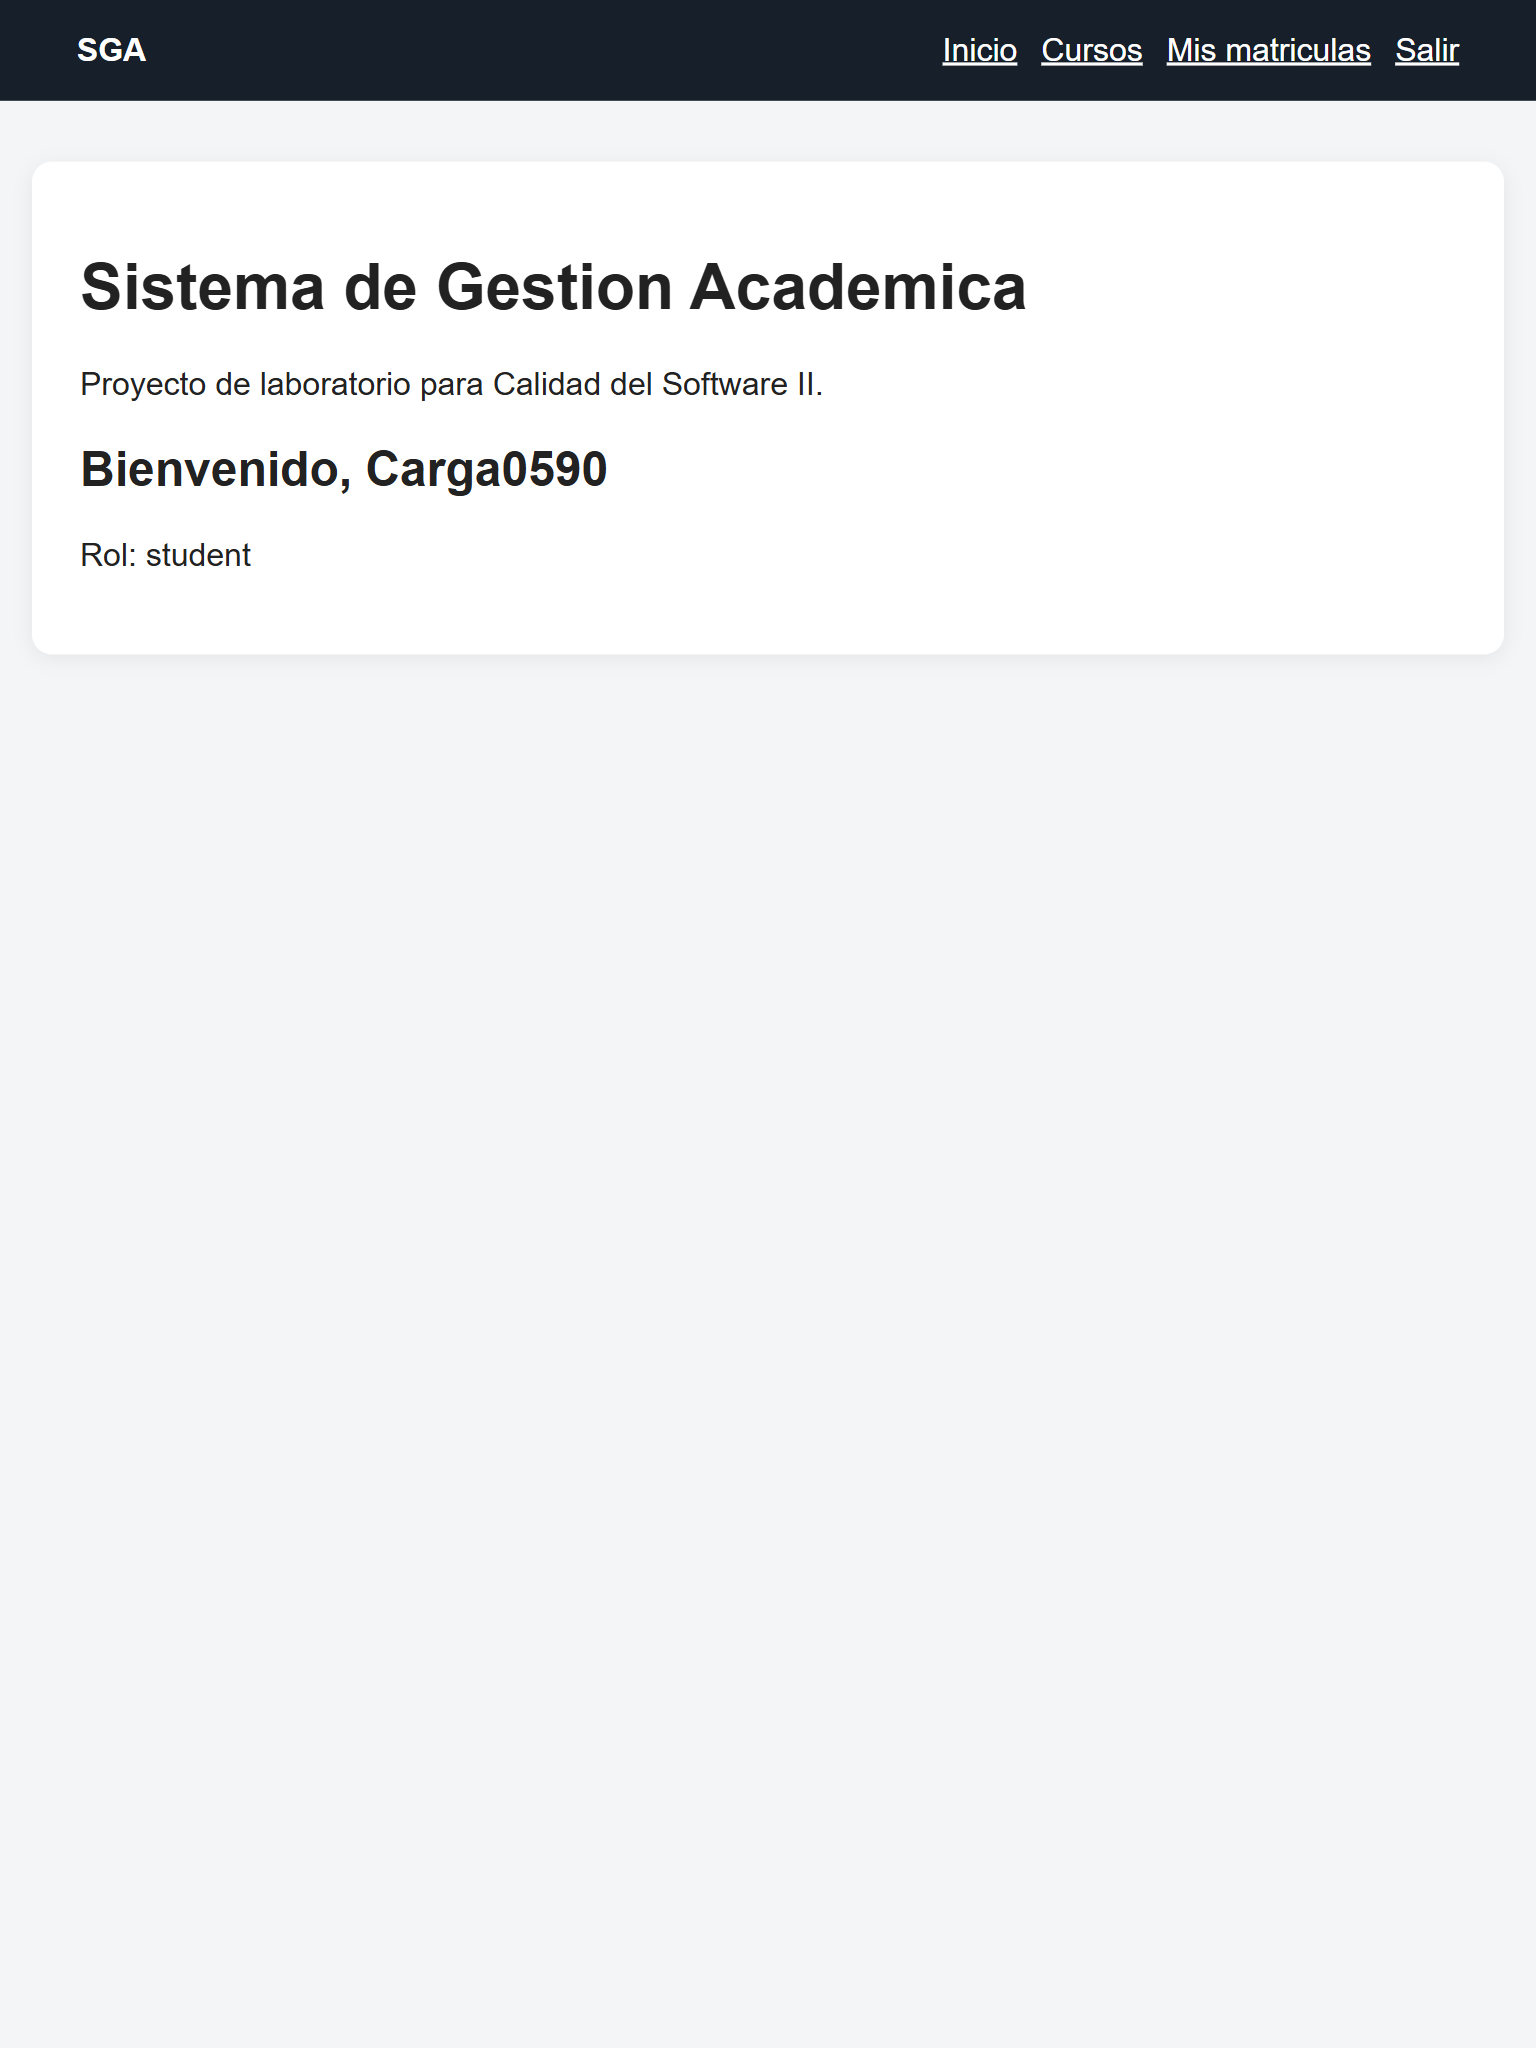 SGA Inicio Cursos Mis matriculas Salir
Sistema de Gestion Academica
Proyecto de laboratorio para Calidad del Software II.
Bienvenido, Carga0590
Rol: student